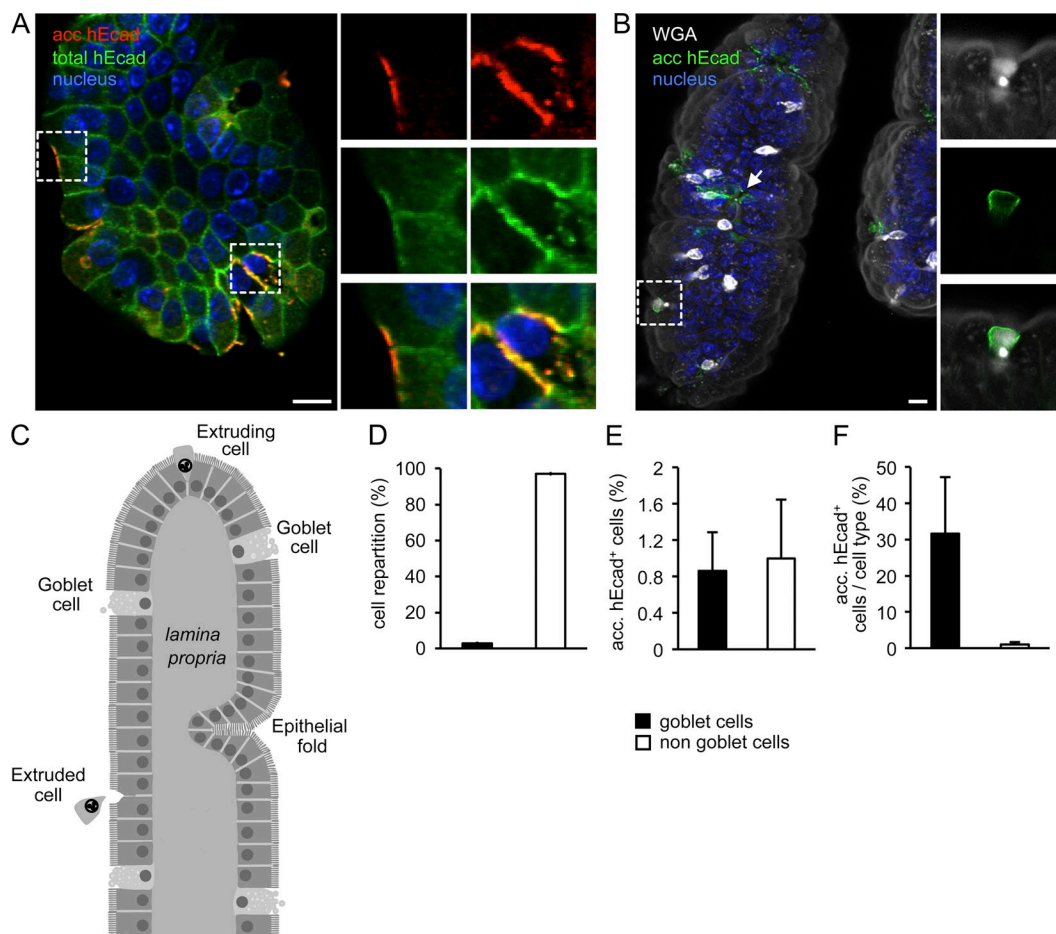 A
acc hEcad
total hEcad
nucleus
B
WGA
acc hEcad
nucleus
C
Extruding
cell
Goblet
cell
Goblet
cell
lamina
propria
Epithelial
fold
Extruded
cell
D
cell repartition (%)
100
80
60
40
20
0
E
acc. hEcad⁺ cells (%)
2
1.6
1.2
0.8
0.4
0
F
acc. hEcad⁺
cells / cell type (%)
50
40
30
20
10
0
goblet cells
non goblet cells